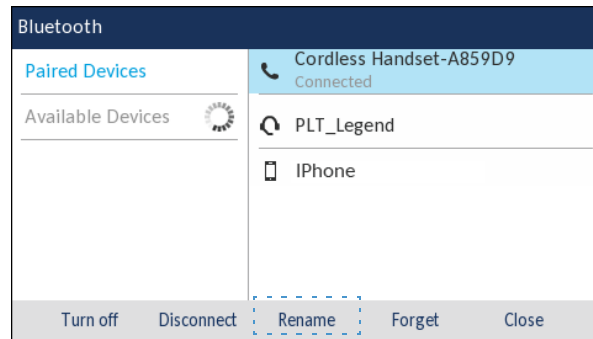 Bluetooth
Paired Devices
Available Devices
Cordless Handset-A859D9
Connected
PLT_Legend
IPhone
Turn off Disconnect Rename Forget Close